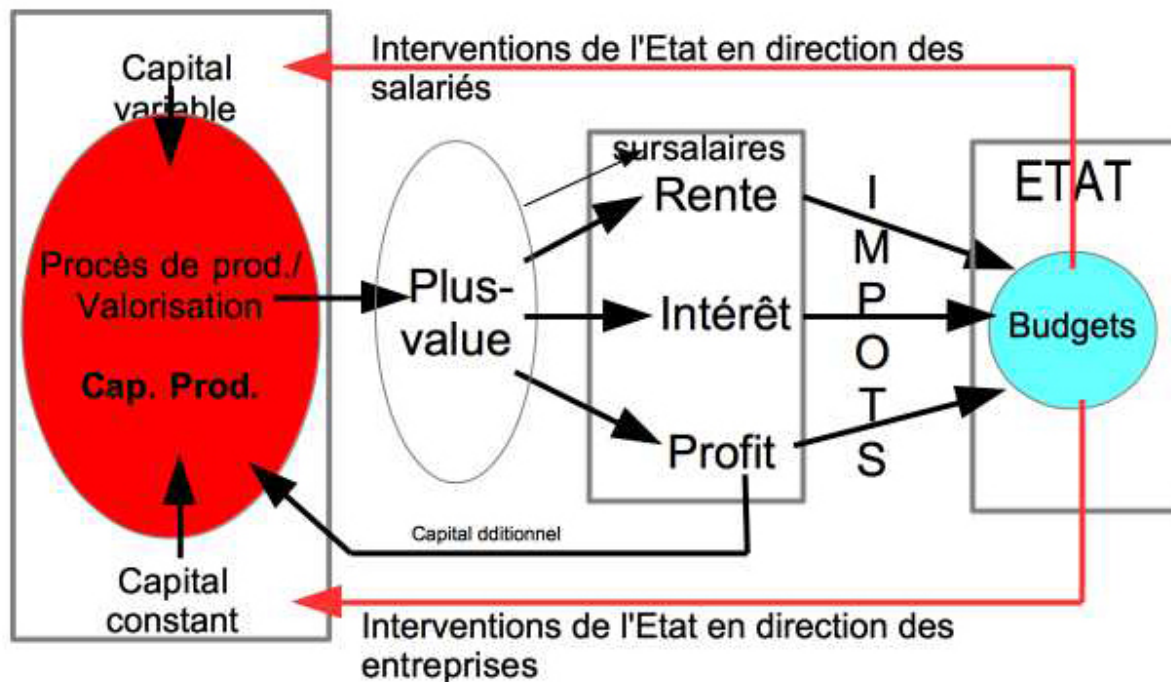 Interventions de l'Etat en direction des
salariés
Capital
variable
sursalaires
Rente
ETAT
Procès de prod./
Valorisation
Cap. Prod.
Plus-
value
Intérêt
Profit
I
M
P
O
T
S
Budgets
Capital dditionnel
Capital
constant
Interventions de l'Etat en direction des
entreprises